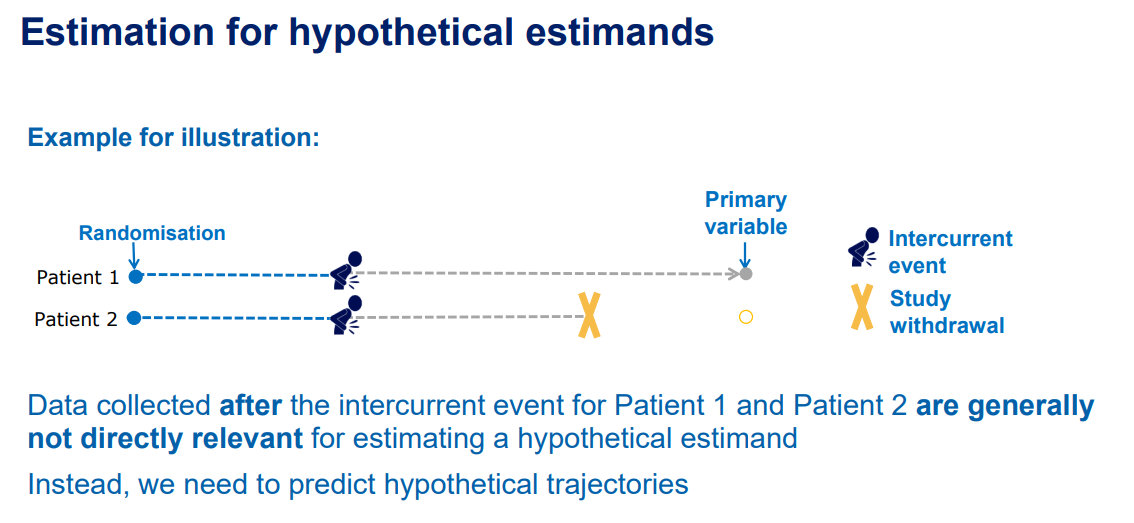 Estimation for hypothetical estimands
Example for illustration:
Primary
variable
Randomisation
Intercurrent
event
Patient 1
Study
withdrawal
Patient 2
Data collected after the intercurrent event for Patient 1 and Patient 2 are generally
not directly relevant for estimating a hypothetical estimand
Instead, we need to predict hypothetical trajectories